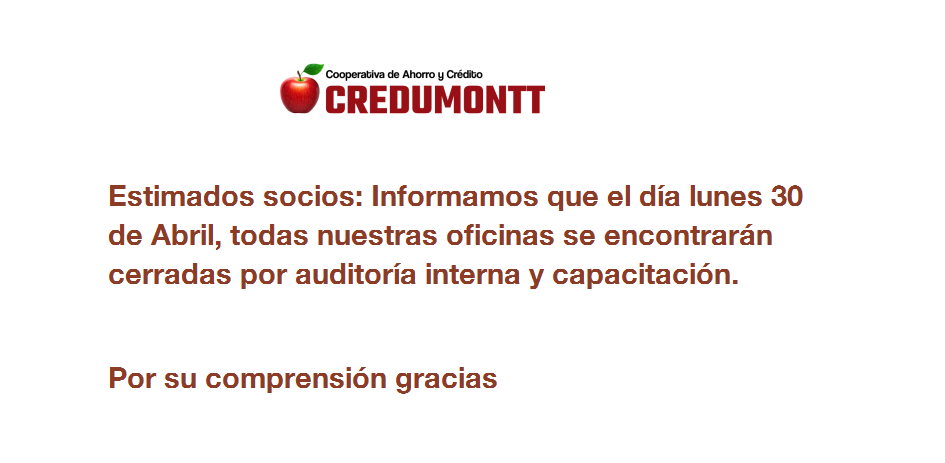 Cooperativa de Ahorro y Crédito
CREDUMONTT
Estimados socios: Informamos que el día lunes 30
de Abril, todas nuestras oficinas se encontrarán
cerradas por auditoría interna y capacitación.
Por su comprensión gracias